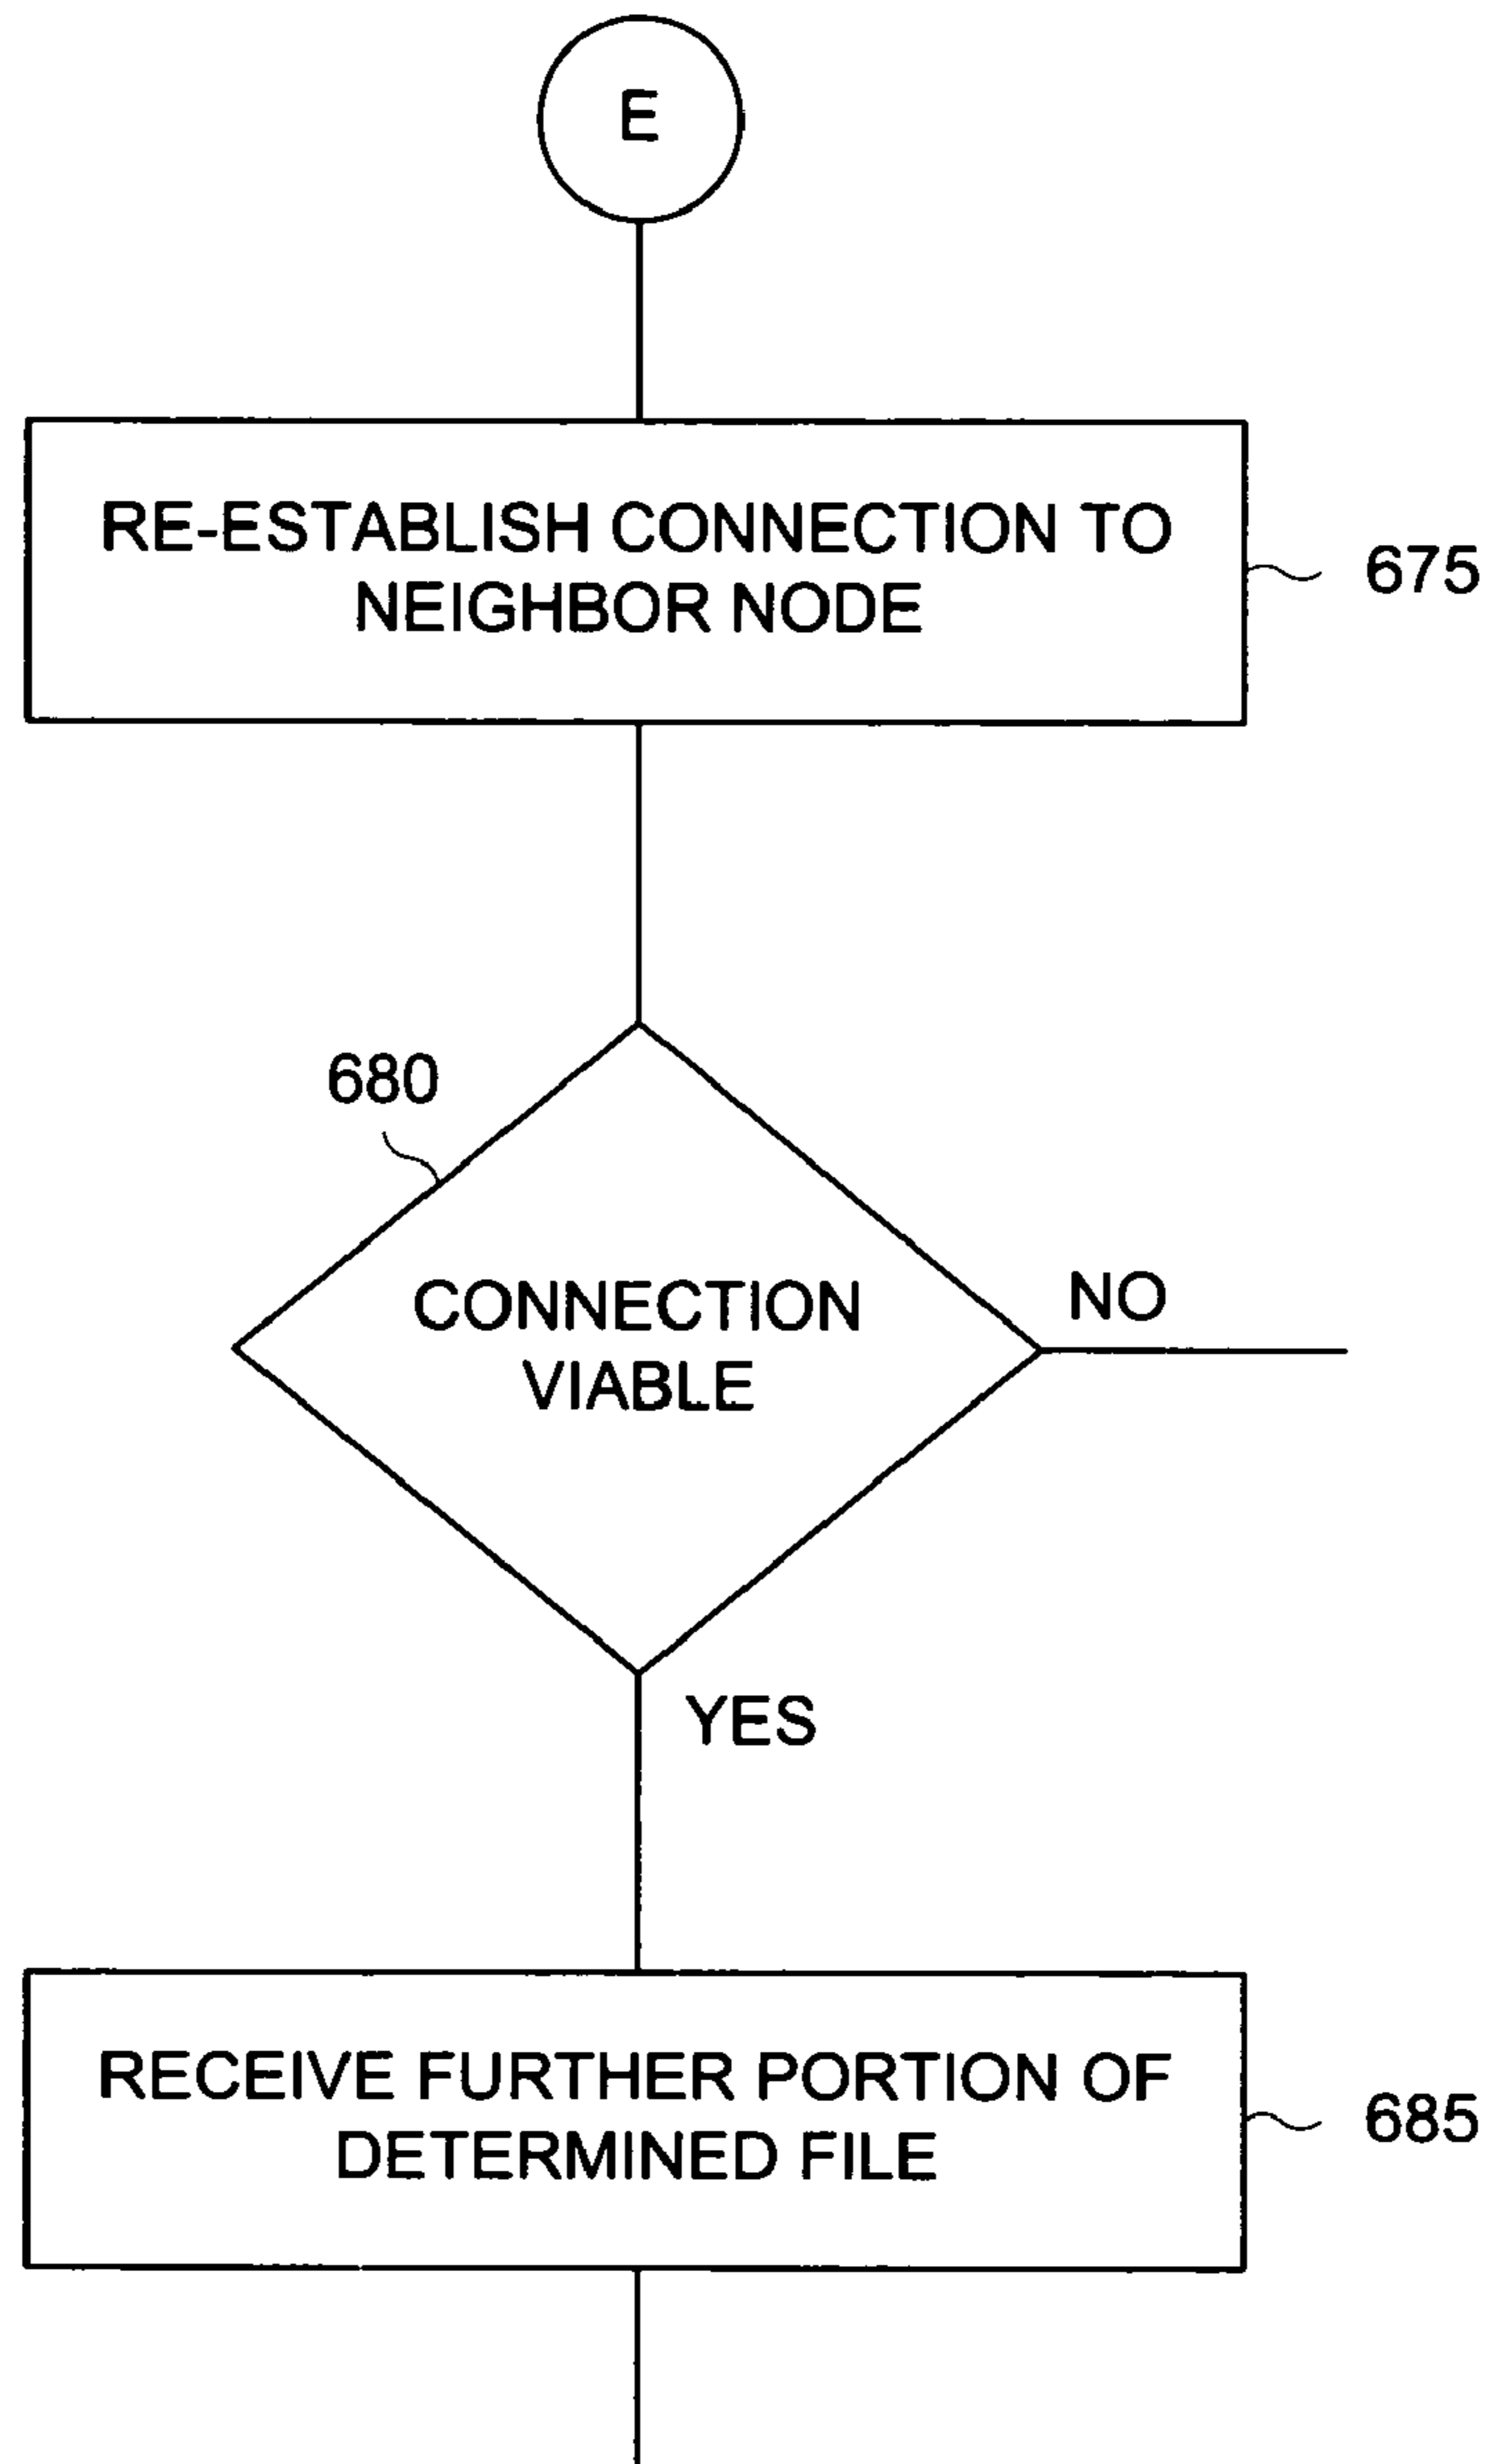 E
RE-ESTABLISH CONNECTION TO
NEIGHBOR NODE
675
680
CONNECTION
VIABLE
NO
YES
RECEIVE FURTHER PORTION OF
DETERMINED FILE
685